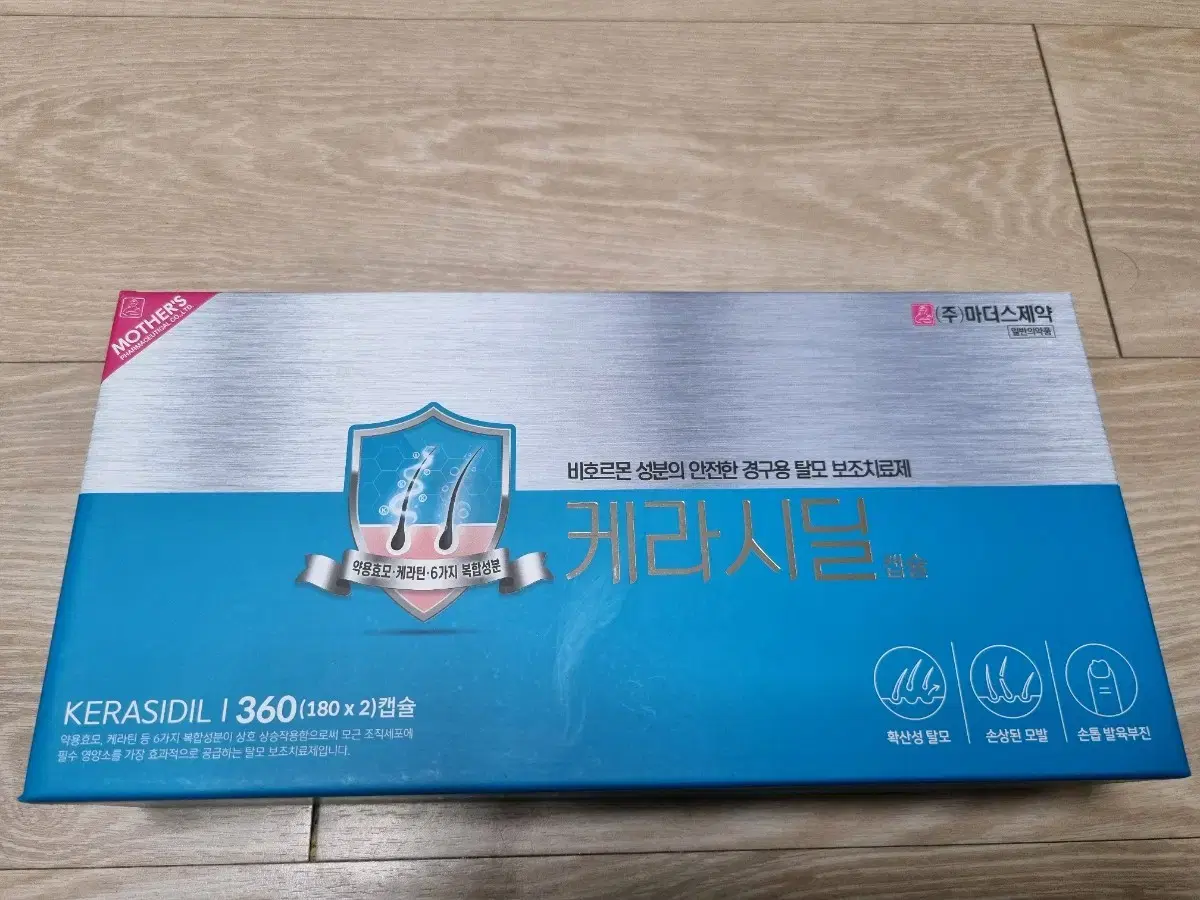 MOTHER'S
PHARMACEUTICAL CO., LTD.
(주)마더스제약
일반의약품
비호르몬 성분의 안전한 경구용 탈모 보조치료제
케라시딜 캡슐
약용효모·케라틴·6가지 복합성분
KERASIDIL | 360 (180 x 2)캡슐
약용효모, 케라틴 등 6가지 복합성분이 상호 상승작용함으로써 모근 조직세포에
필수 영양소를 가장 효과적으로 공급하는 탈모 보조치료제입니다.
확산성 탈모
손상된 모발
손톱 발육부진